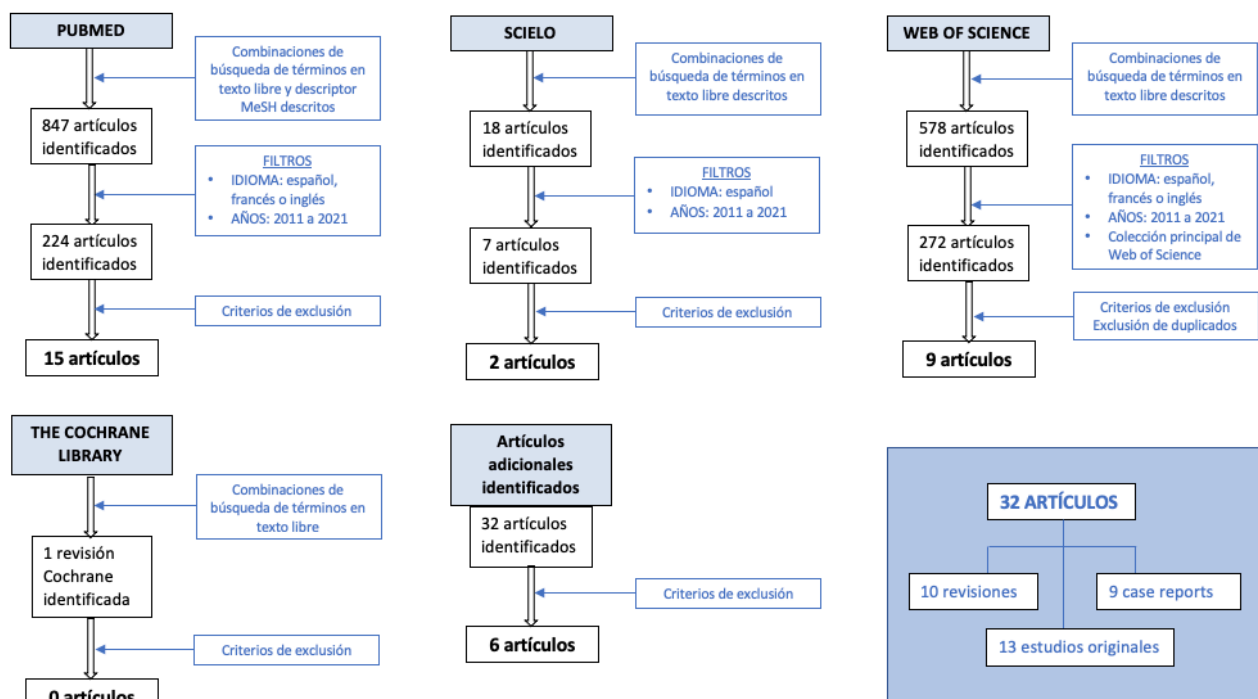 PUBMED
Combinaciones de
búsqueda de términos en
texto libre y descriptor
MeSH descritos
847 artículos
identificados
FILTROS
• IDIOMA: español,
francés o inglés
• AÑOS: 2011 a 2021
224 artículos
identificados
Criterios de exclusión
15 artículos
SCIELO
Combinaciones de
búsqueda de términos en
texto libre descritos
18 artículos
identificados
FILTROS
• IDIOMA: español
• AÑOS: 2011 a 2021
7 artículos
identificados
Criterios de exclusión
2 artículos
WEB OF SCIENCE
Combinaciones de
búsqueda de términos en
texto libre descritos
578 artículos
identificados
FILTROS
• IDIOMA: español,
francés o inglés
• AÑOS: 2011 a 2021
• Colección principal de
Web of Science
272 artículos
identificados
Criterios de exclusión
Exclusión de duplicados
9 artículos
THE COCHRANE
LIBRARY
Combinaciones de
búsqueda de términos en
texto libre
1 revisión
Cochrane
identificada
Criterios de exclusión
0 artículos
Artículos
adicionales
identificados
32 artículos
identificados
Criterios de exclusión
6 artículos
32 ARTÍCULOS
10 revisiones
9 case reports
13 estudios originales